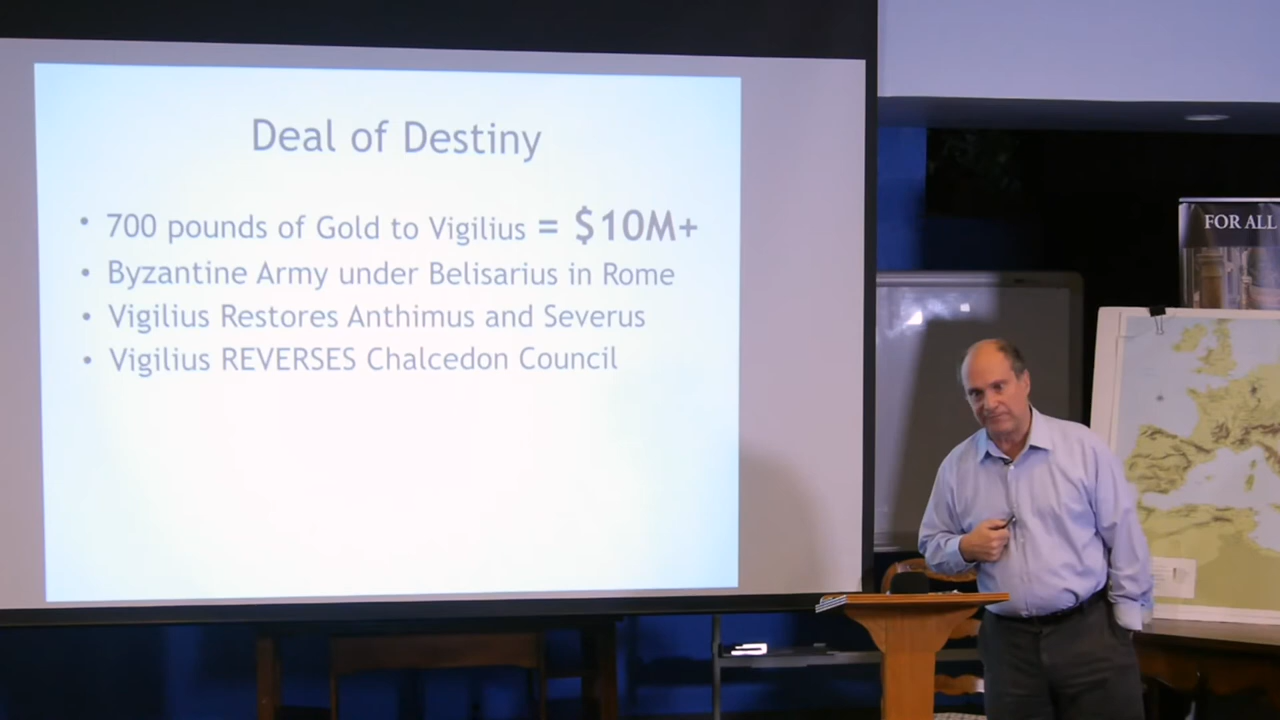 Deal of Destiny
• 700 pounds of Gold to Vigilius = $10M+
• Byzantine Army under Belisarius in Rome
• Vigilius Restores Anthimus and Severus
• Vigilius REVERSES Chalcedon Council
FOR ALL